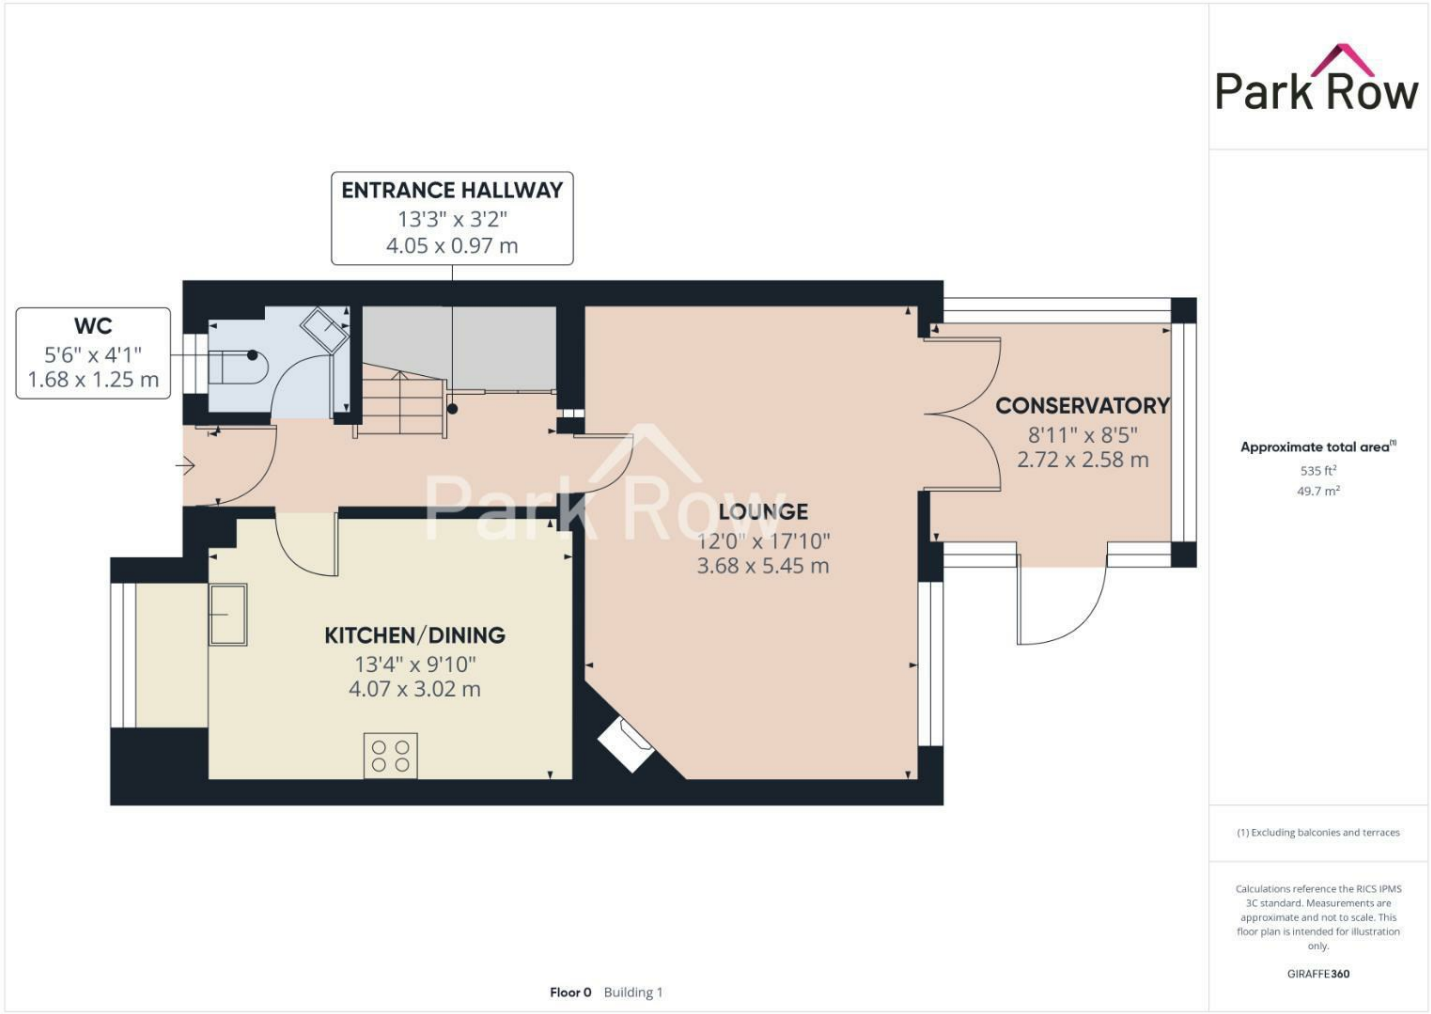 Park Row
ENTRANCE HALLWAY
13'3" x 3'2"
4.05 x 0.97 m
WC
5'6" x 4'1"
1.68 x 1.25 m
CONSERVATORY
8'11" x 8'5"
2.72 x 2.58 m
Park Row
LOUNGE
12'0" x 17'10"
3.68 x 5.45 m
KITCHEN/DINING
13'4" x 9'10"
4.07 x 3.02 m
Approximate total area(1)
535 ft²
49.7 m²
(1) Excluding balconies and terraces
Calculations reference the RICS IPMS
3C standard. Measurements are
approximate and not to scale. This
floor plan is intended for illustration
only.
GIRAFFE360
Floor 0 Building 1